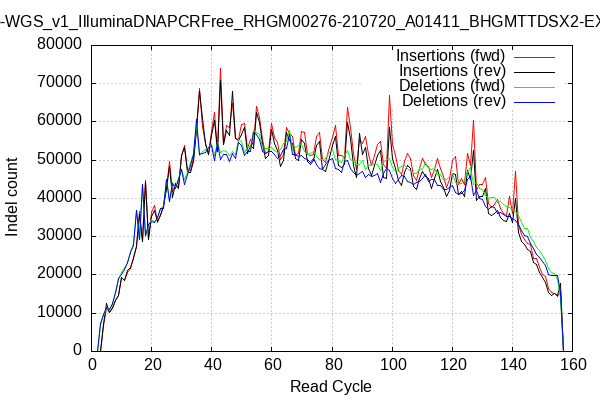 -WGS_v1_IlluminaDNAPCRFree_RHGM00276-210720_A01411_BHGMTTDSX2-EX
Insertions (fwd)
Insertions (rev)
Deletions (fwd)
Deletions (rev)
Indel count
80000
70000
60000
50000
40000
30000
20000
10000
0
0 20 40 60 80 100 120 140 160
Read Cycle